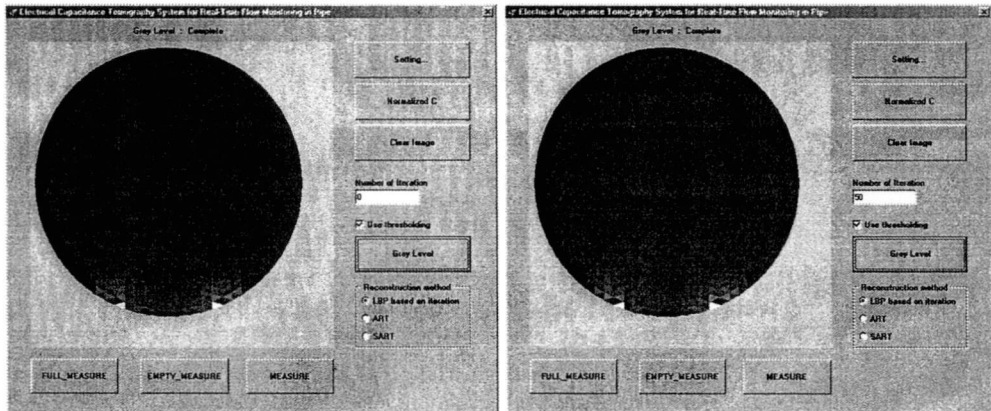 Electrical Capacitance Tomography System for Real-Time Flow Monitoring in Pipe
Grey Level : Complete
Setting...
Normalized C
Clear Image
Number of Iteration
0
Use thresholding
Grey Level
Reconstruction method
LBP based on iteration
ART
SART
FULL_MEASURE
EMPTY_MEASURE
MEASURE
Electrical Capacitance Tomography System for Real-Time Flow Monitoring in Pipe
Grey Level : Complete
Setting...
Normalized C
Clear Image
Number of Iteration
50
Use thresholding
Grey Level
Reconstruction method
LBP based on iteration
ART
SART
FULL_MEASURE
EMPTY_MEASURE
MEASURE